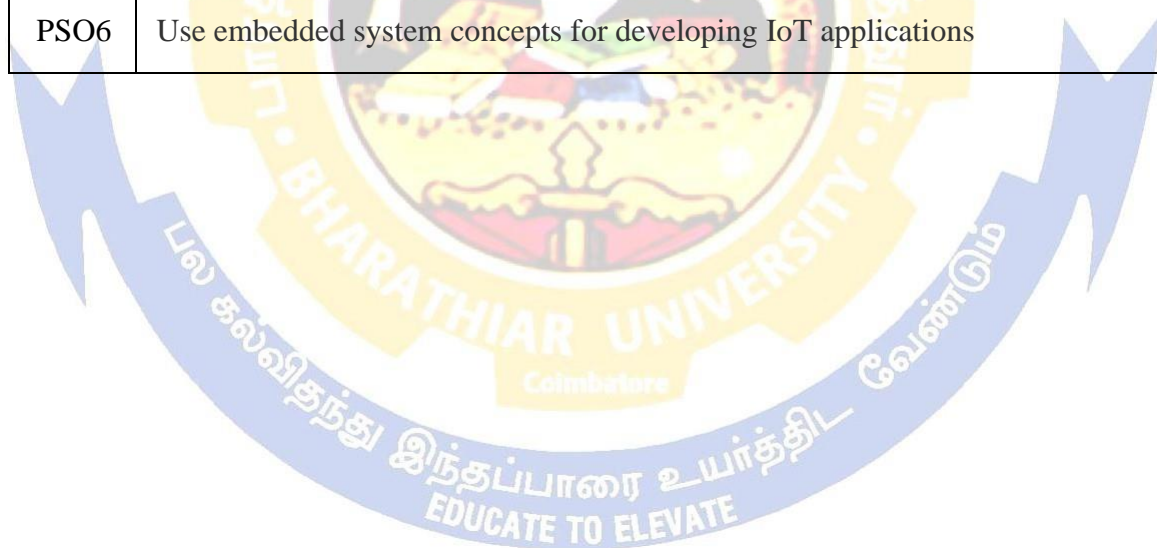 PSO6 Use embedded system concepts for developing IoT applications
BHARATHIAR UNIVERSITY
Coimbatore
பல கல்விதந்து இந்தப்பாரை உயர்த்திட வேண்டும்
EDUCATE TO ELEVATE